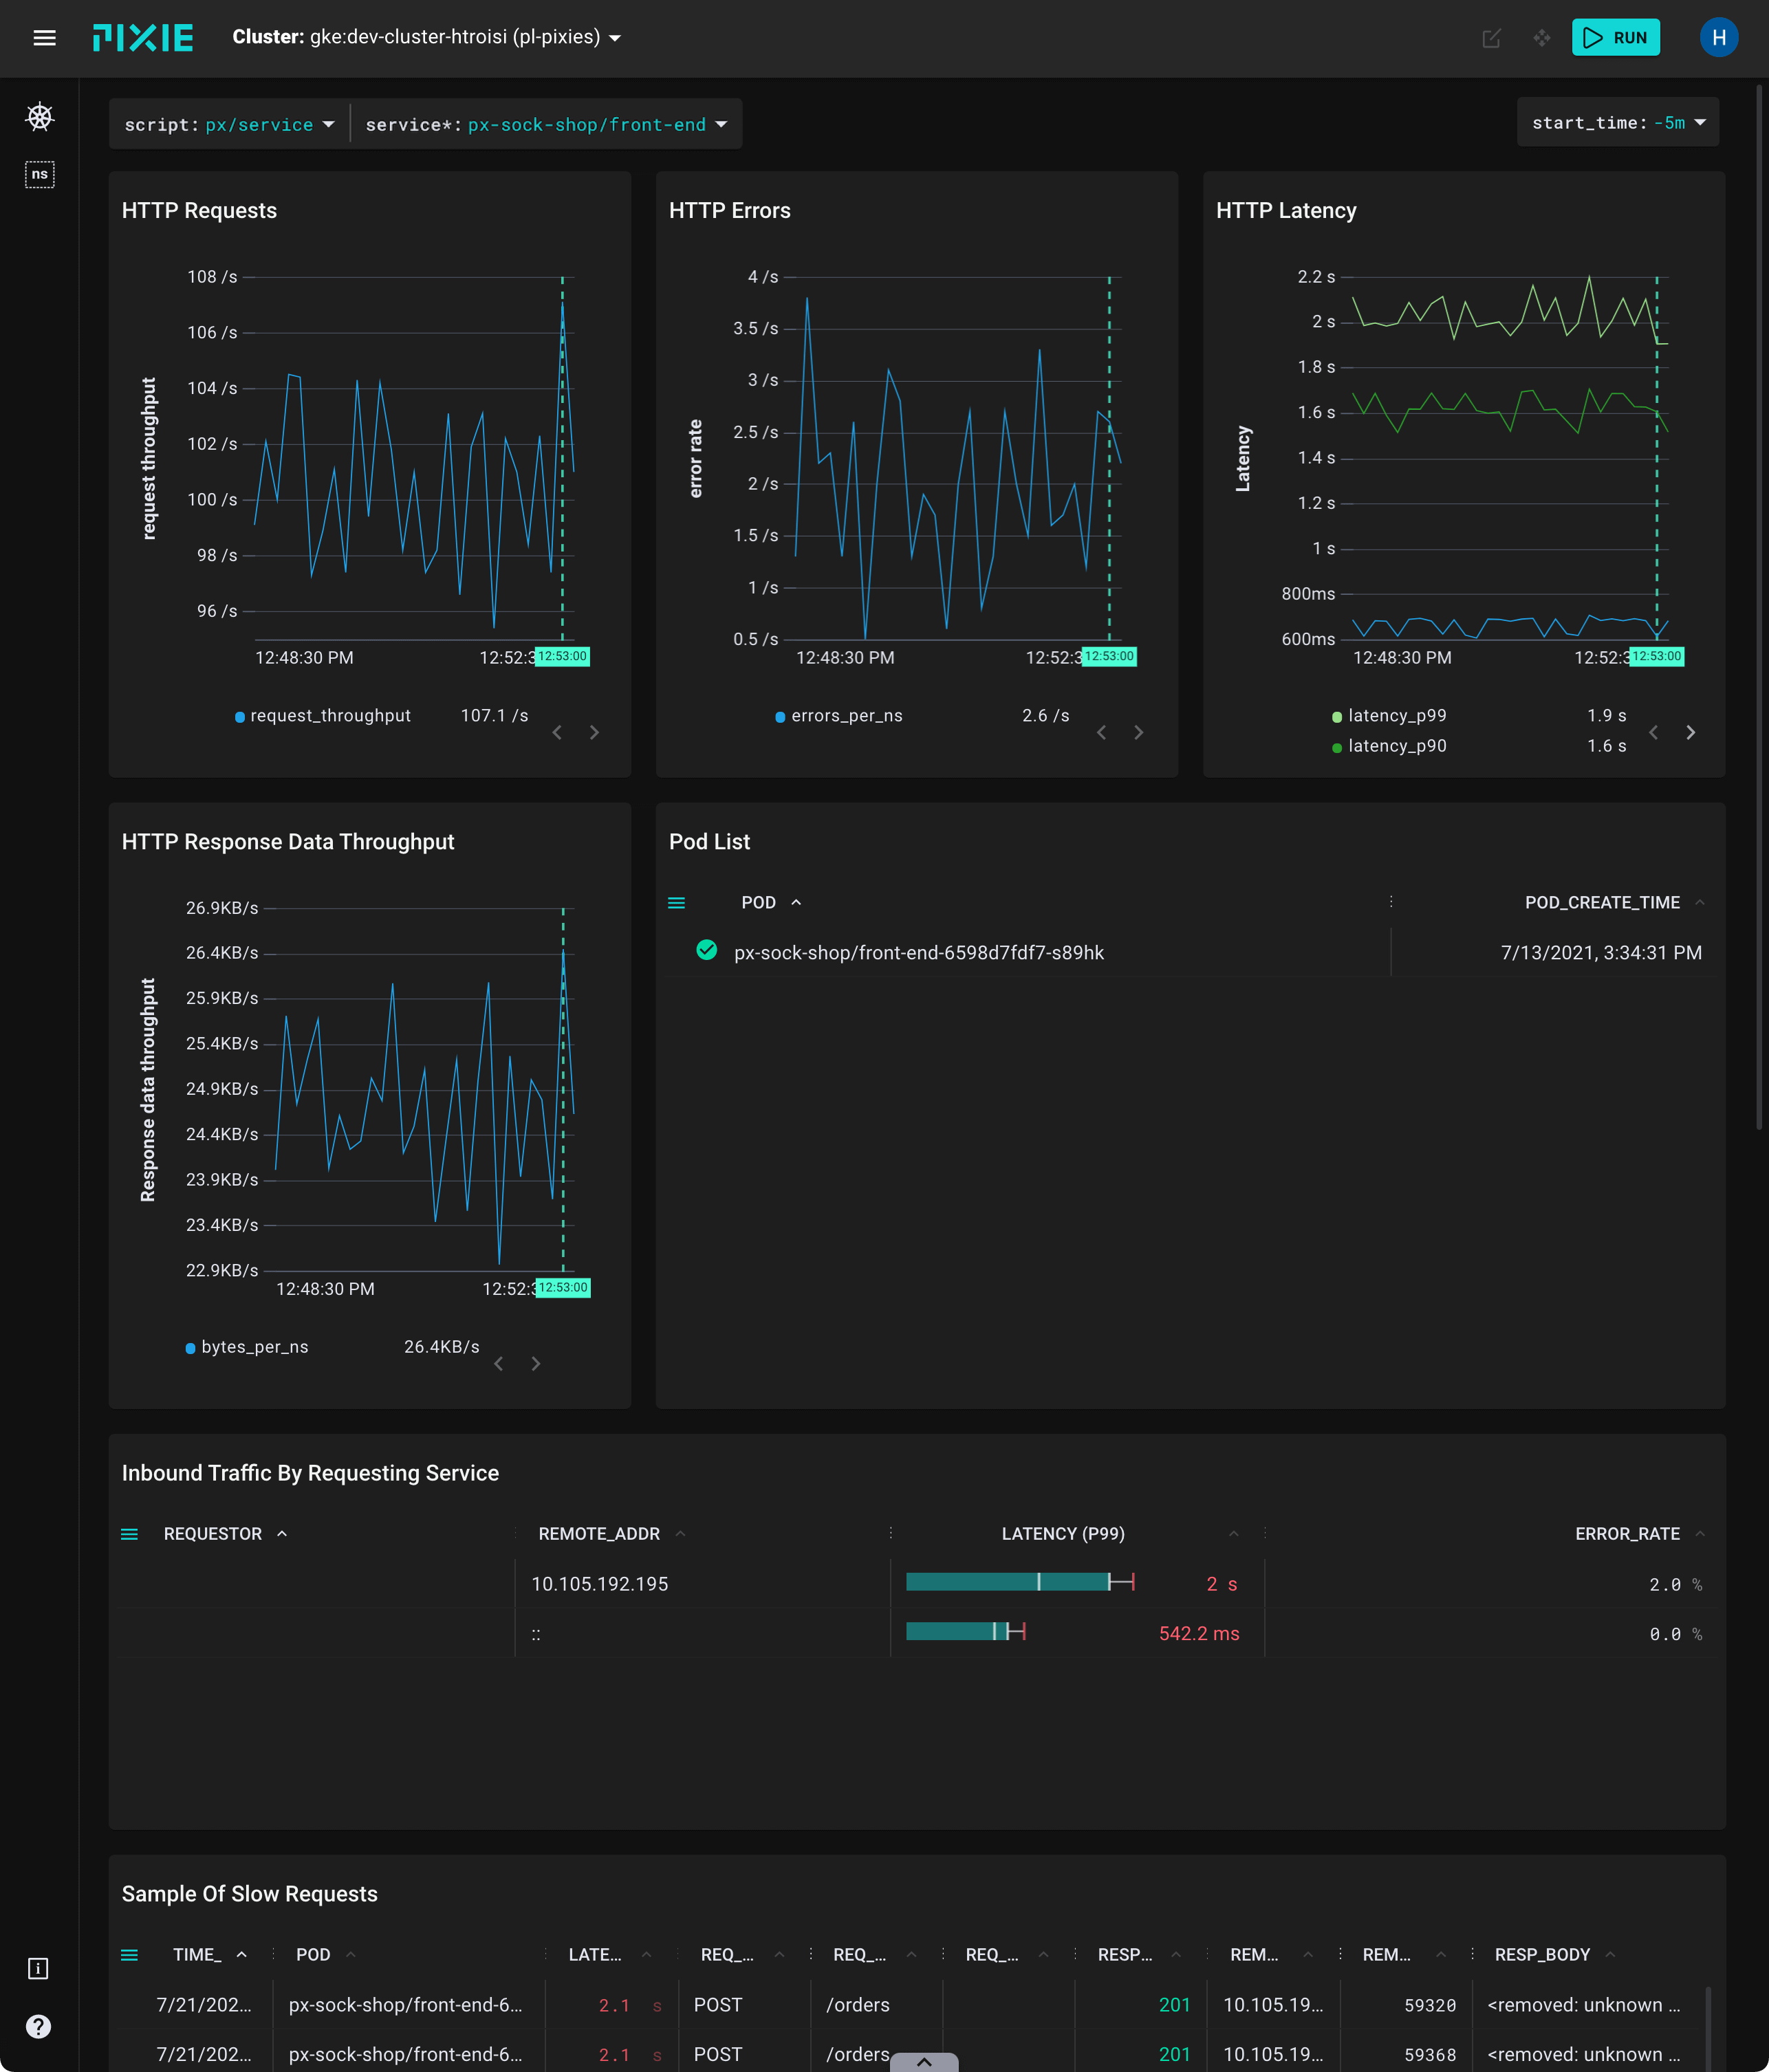 PIXIE
Cluster: gke:dev-cluster-htroisi (pl-pixies)
RUN
H
ns
script: px/service
service*: px-sock-shop/front-end
start_time: -5m
HTTP Requests
108 /s
106 /s
104 /s
102 /s
100 /s
98 /s
96 /s
request throughput
12:48:30 PM
12:52:3
12:53:00
request_throughput 107.1 /s
HTTP Errors
4 /s
3.5 /s
3 /s
2.5 /s
2 /s
1.5 /s
1 /s
0.5 /s
error rate
12:48:30 PM
12:52:3
12:53:00
errors_per_ns 2.6 /s
HTTP Latency
2.2 s
2 s
1.8 s
1.6 s
1.4 s
1.2 s
1 s
800ms
600ms
Latency
12:48:30 PM
12:52:3
12:53:00
latency_p99 1.9 s
latency_p90 1.6 s
HTTP Response Data Throughput
26.9KB/s
26.4KB/s
25.9KB/s
25.4KB/s
24.9KB/s
24.4KB/s
23.9KB/s
23.4KB/s
22.9KB/s
Response data throughput
12:48:30 PM
12:52:3
12:53:00
bytes_per_ns 26.4KB/s
Pod List
POD POD_CREATE_TIME
px-sock-shop/front-end-6598d7fdf7-s89hk 7/13/2021, 3:34:31 PM
Inbound Traffic By Requesting Service
REQUESTOR REMOTE_ADDR LATENCY (P99) ERROR_RATE
10.105.192.195 2 s 2.0 %
:: 542.2 ms 0.0 %
Sample Of Slow Requests
TIME_ POD LATE... REQ_... REQ_... REQ_... RESP... REM... REM... RESP_BODY
7/21/202... px-sock-shop/front-end-6... 2.1 s POST /orders 201 10.105.19... 59320 <removed: unknown ...
7/21/202... px-sock-shop/front-end-6... 2.1 s POST /orders 201 10.105.19... 59368 <removed: unknown ...
i
?